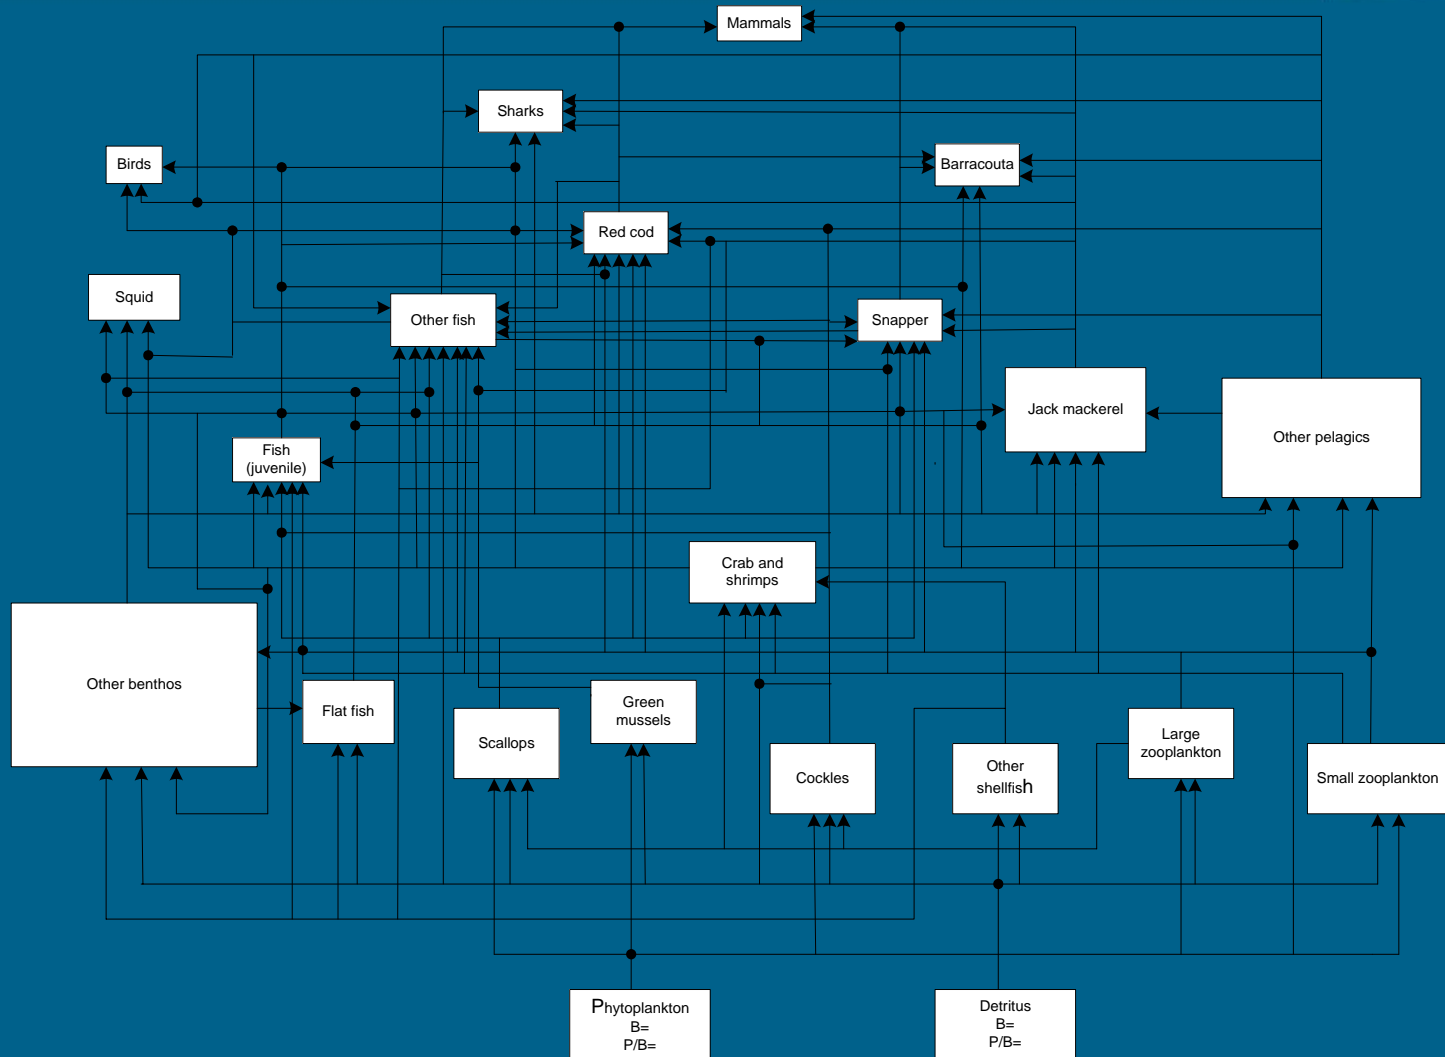 Mammals
Sharks
Birds
Barracouta
Red cod
Squid
Other fish
Snapper
Jack mackerel
Other pelagics
Fish
(juvenile)
Crab and
shrimps
Other benthos
Flat fish
Scallops
Green
mussels
Cockles
Other
shellfish
Large
zooplankton
Small zooplankton
Phytoplankton
B=
P/B=
Detritus
B=
P/B=